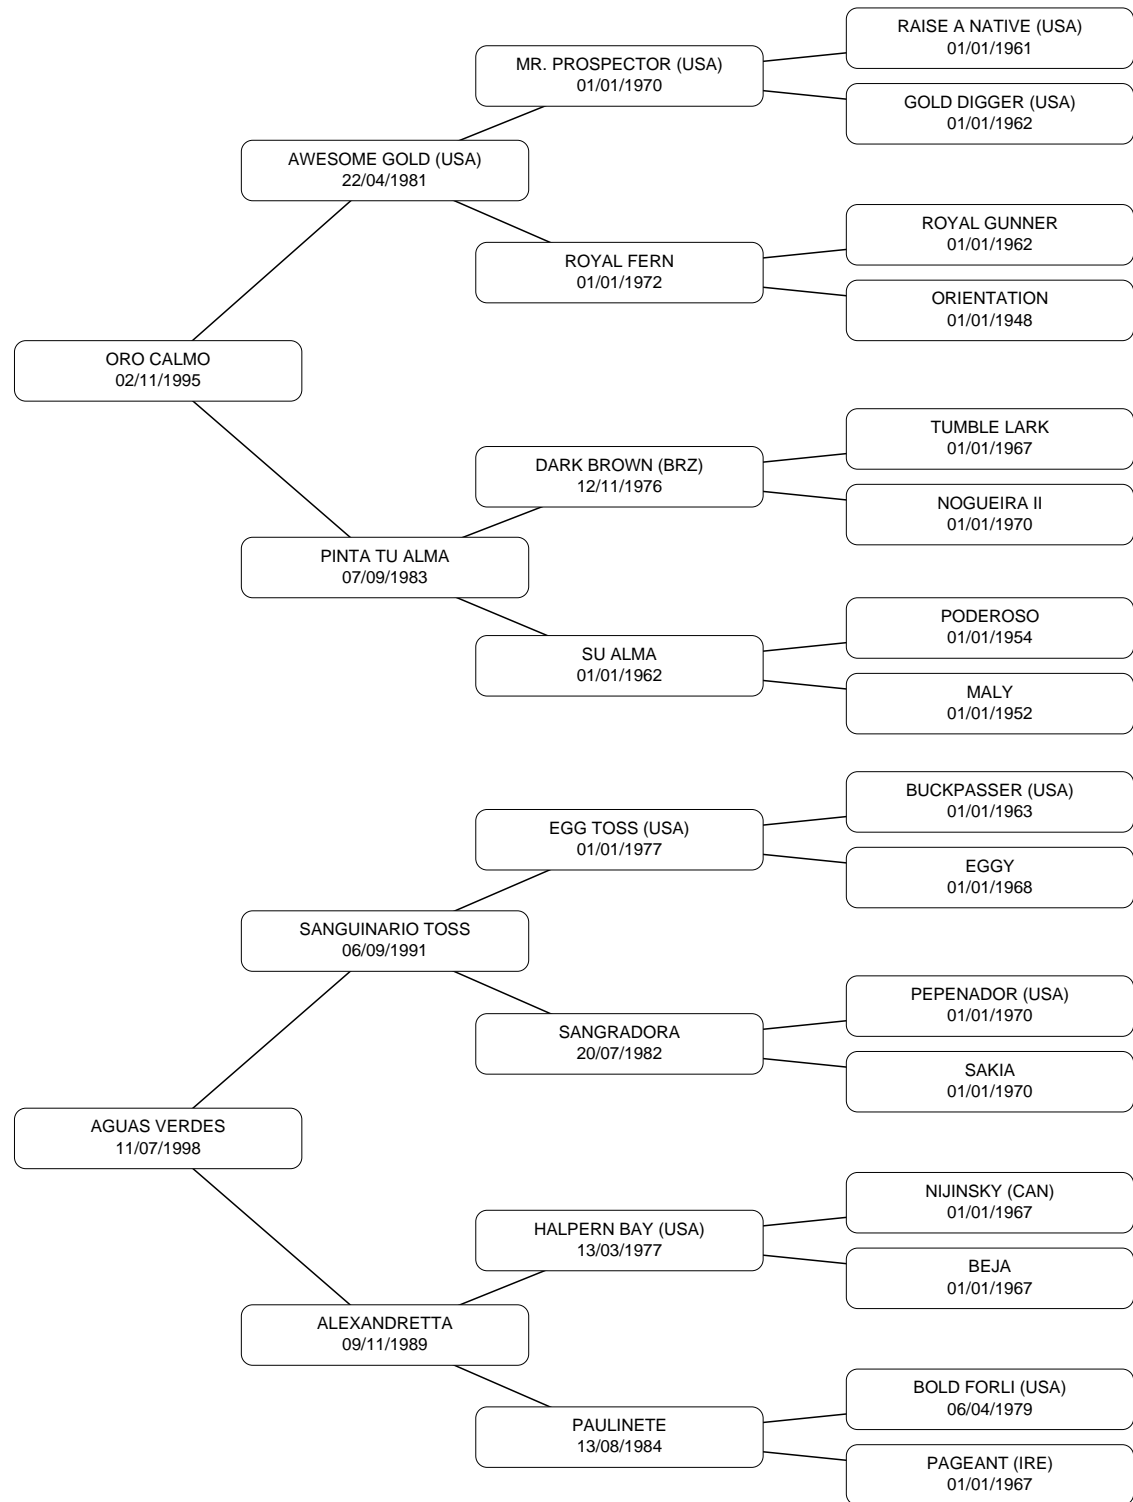 RAISE A NATIVE (USA)
01/01/1961
MR. PROSPECTOR (USA)
01/01/1970
GOLD DIGGER (USA)
01/01/1962
AWESOME GOLD (USA)
22/04/1981
ROYAL GUNNER
01/01/1962
ROYAL FERN
01/01/1972
ORIENTATION
01/01/1948
ORO CALMO
02/11/1995
TUMBLE LARK
01/01/1967
DARK BROWN (BRZ)
12/11/1976
NOGUEIRA II
01/01/1970
PINTA TU ALMA
07/09/1983
PODEROSO
01/01/1954
SU ALMA
01/01/1962
MALY
01/01/1952
BUCKPASSER (USA)
01/01/1963
EGG TOSS (USA)
01/01/1977
EGGY
01/01/1968
SANGUINARIO TOSS
06/09/1991
PEPENADOR (USA)
01/01/1970
SANGRADORA
20/07/1982
SAKIA
01/01/1970
AGUAS VERDES
11/07/1998
NIJINSKY (CAN)
01/01/1967
HALPERN BAY (USA)
13/03/1977
BEJA
01/01/1967
ALEXANDRETTA
09/11/1989
BOLD FORLI (USA)
06/04/1979
PAULINETE
13/08/1984
PAGEANT (IRE)
01/01/1967